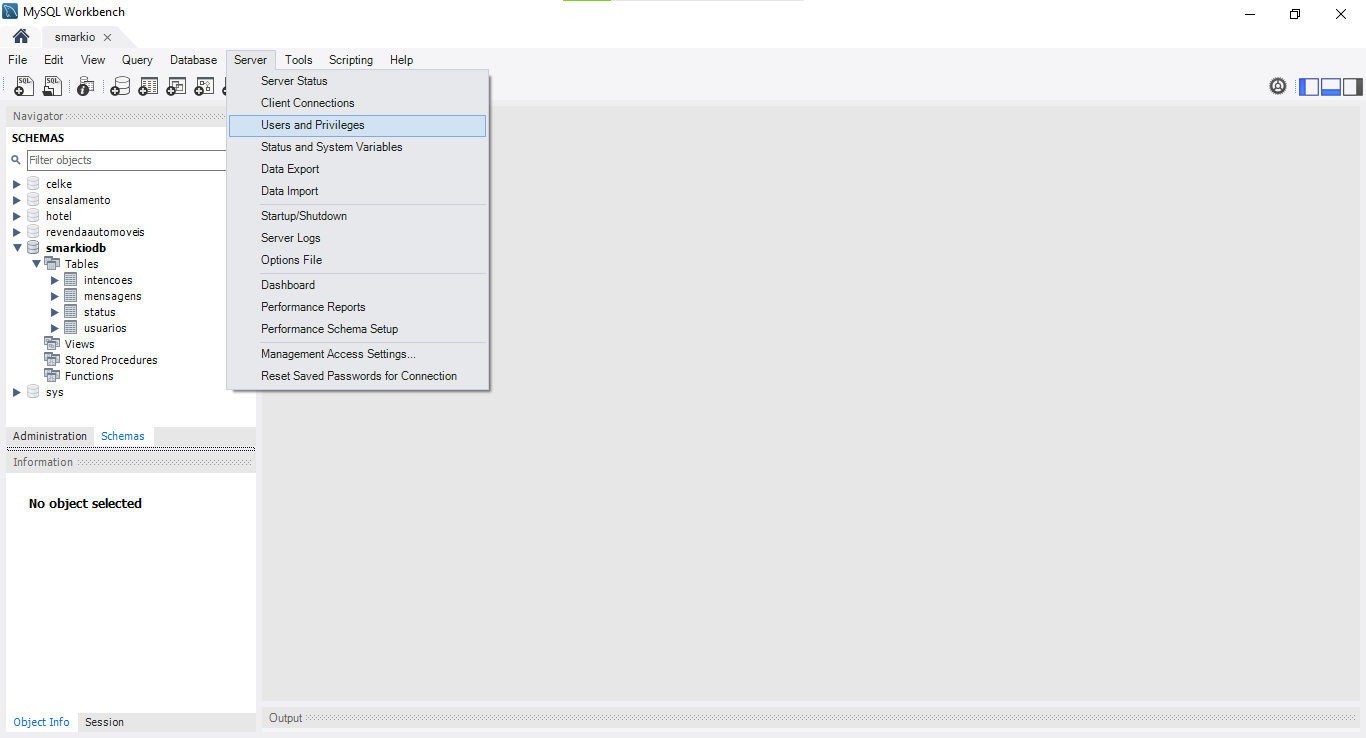 MySQL Workbench
smarkio
File Edit View Query Database Server Tools Scripting Help
SQL SQL
Server Status
Client Connections
Users and Privileges
Status and System Variables
Data Export
Data Import
Startup/Shutdown
Server Logs
Options File
Dashboard
Performance Reports
Performance Schema Setup
Management Access Settings...
Reset Saved Passwords for Connection
Navigator
SCHEMAS
Filter objects
celke
ensalamento
hotel
revendaautomoveis
smarkiodb
Tables
intencoes
mensagens
status
usuarios
Views
Stored Procedures
Functions
sys
Administration Schemas
Information
No object selected
Object Info Session
Output